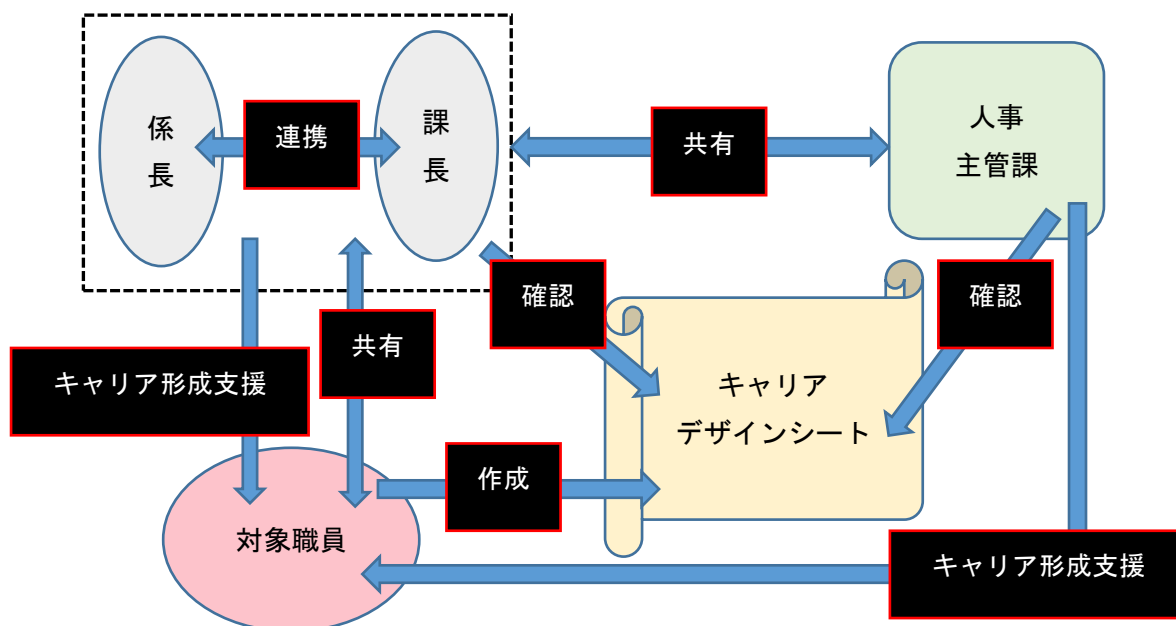 係
長
連携
課
長
共有
人事
主管課
確認
確認
キャリア形成支援
共有
キャリア
デザインシート
作成
対象職員
キャリア形成支援